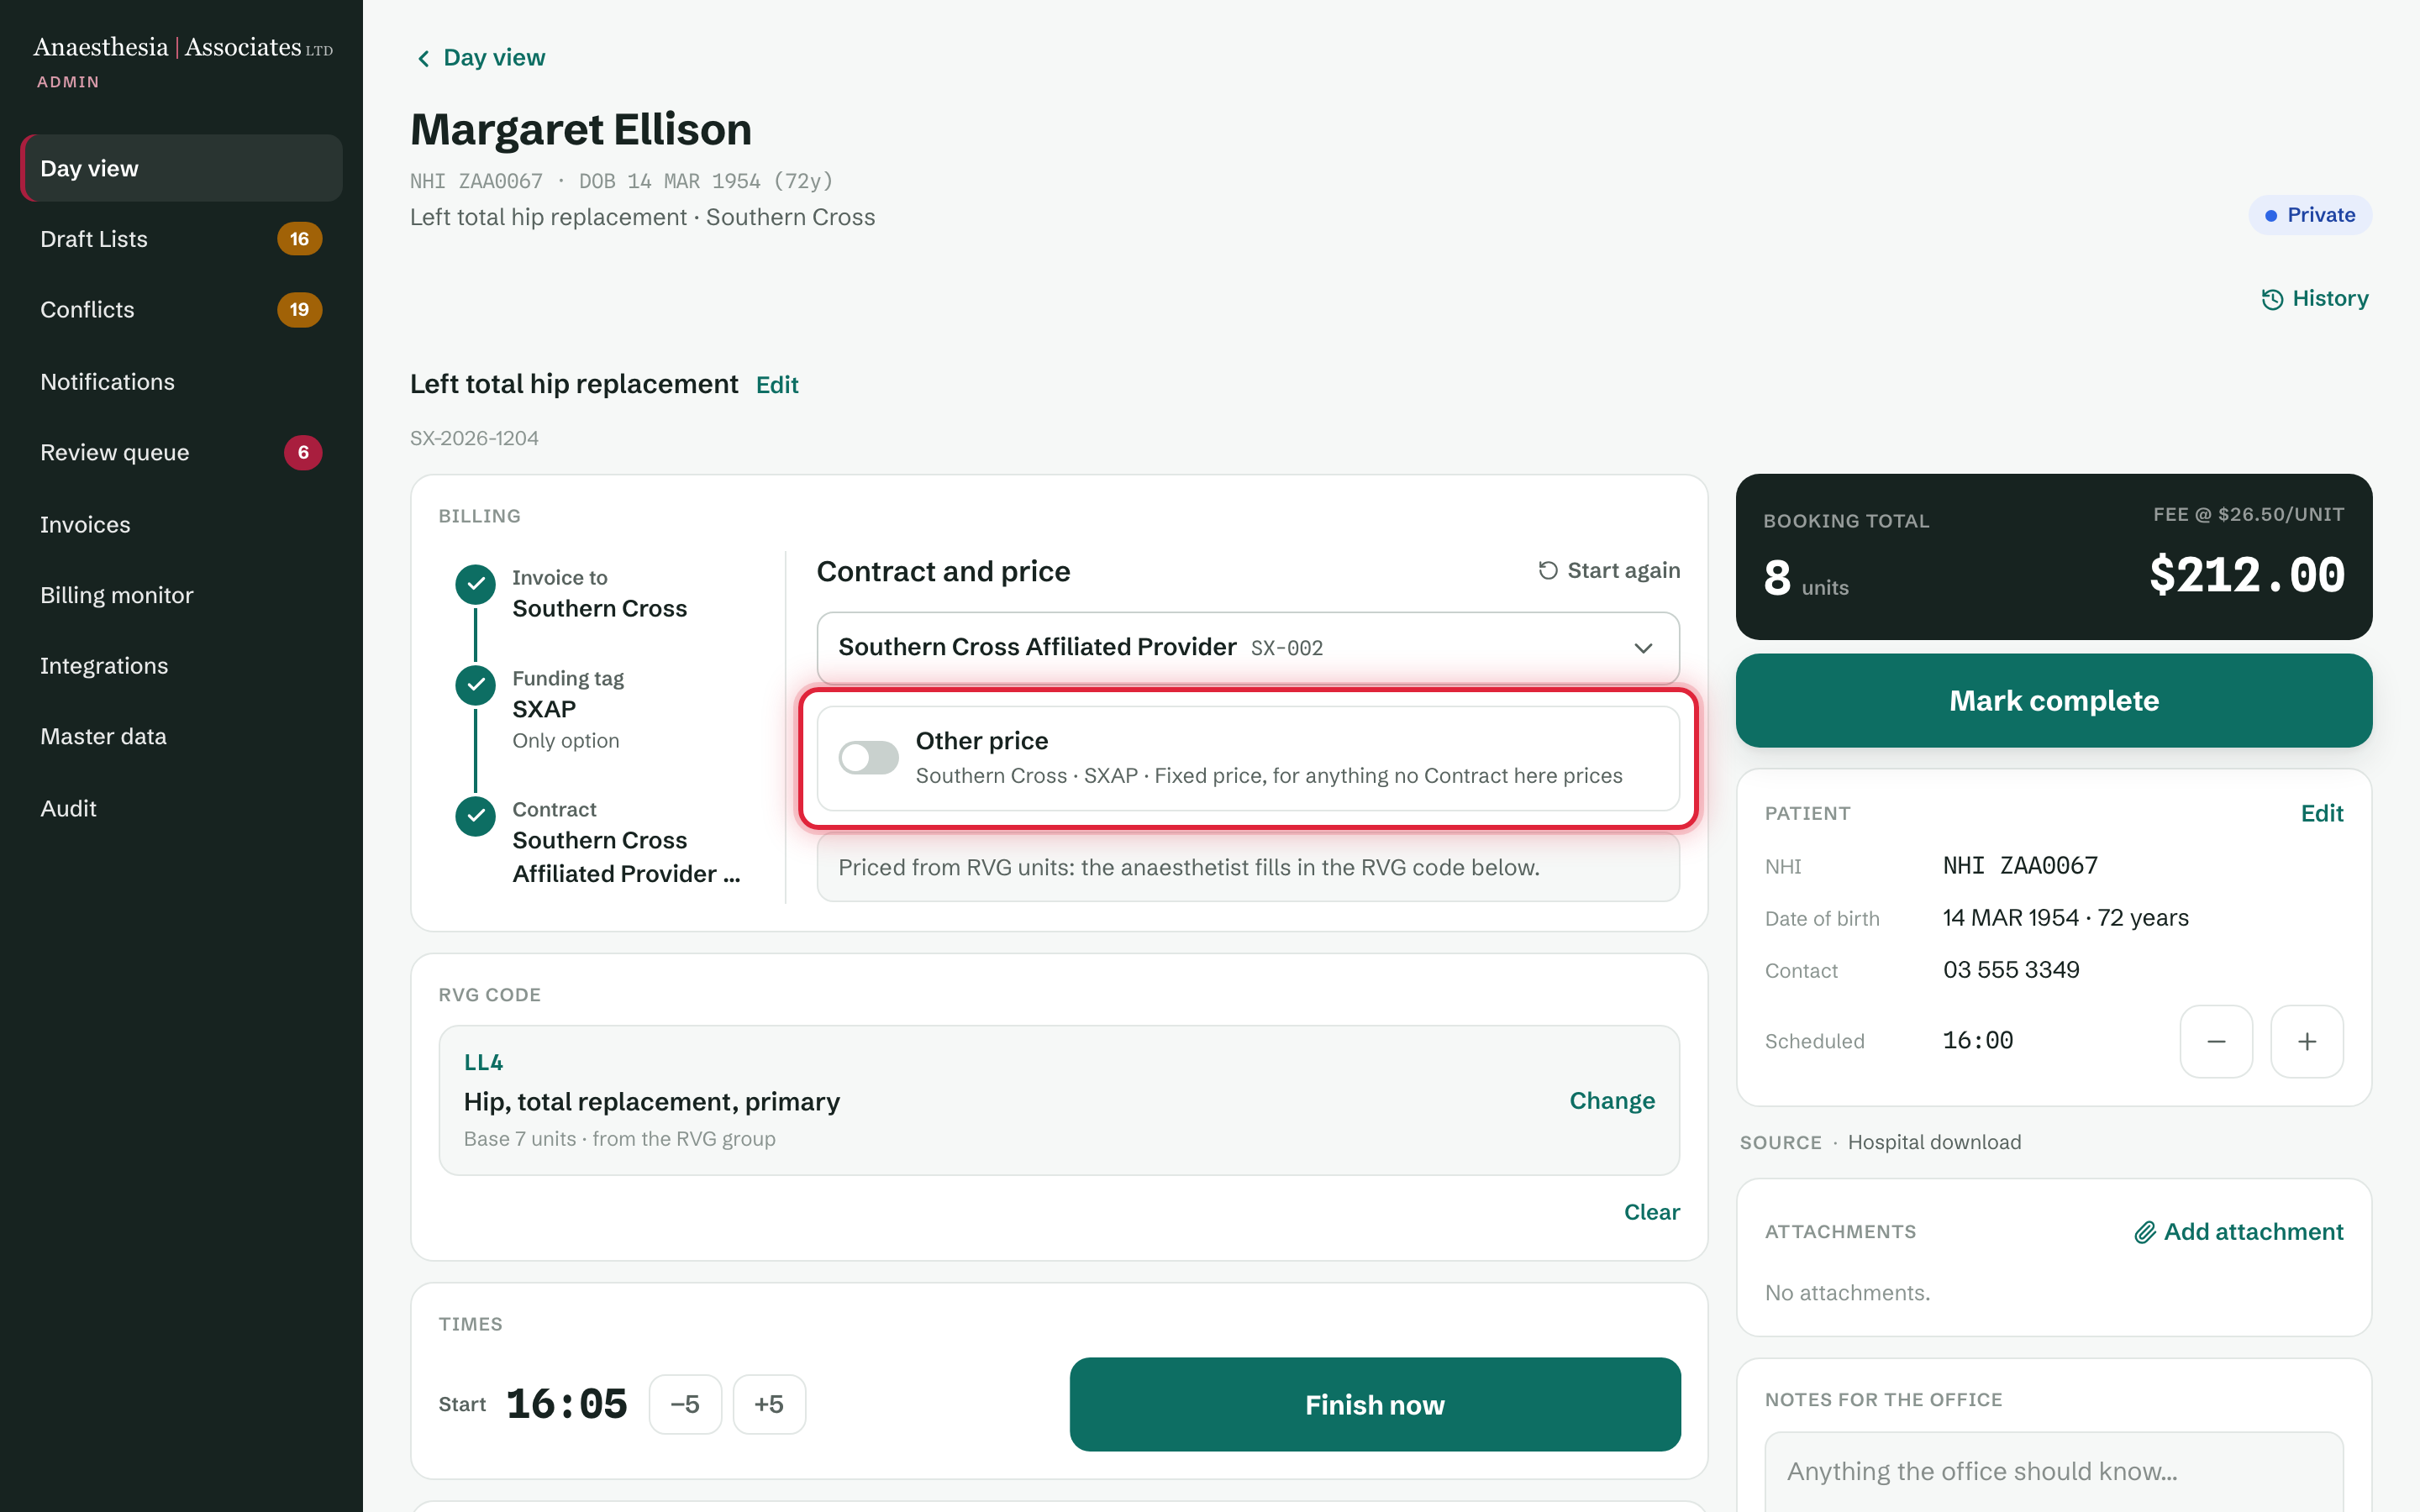 Anaesthesia | Associates LTD
ADMIN
Day view
Draft Lists 16
Conflicts 19
Notifications
Review queue 6
Invoices
Billing monitor
Integrations
Master data
Audit
Day view
Margaret Ellison
NHI ZAA0067 · DOB 14 MAR 1954 (72y)
Left total hip replacement · Southern Cross
Private
History
Left total hip replacement Edit
SX-2026-1204
BILLING
Invoice to
Southern Cross
Funding tag
SXAP
Only option
Contract
Southern Cross
Affiliated Provider ...
Contract and price
Start again
Southern Cross Affiliated Provider SX-002
Other price
Southern Cross · SXAP · Fixed price, for anything no Contract here prices
Priced from RVG units: the anaesthetist fills in the RVG code below.
RVG CODE
LL4
Hip, total replacement, primary
Base 7 units · from the RVG group
Change
Clear
TIMES
Start 16:05 −5 +5
Finish now
BOOKING TOTAL
FEE @ $26.50/UNIT
8 units
$212.00
Mark complete
PATIENT
Edit
NHI NHI ZAA0067
Date of birth 14 MAR 1954 · 72 years
Contact 03 555 3349
Scheduled 16:00 − +
SOURCE · Hospital download
ATTACHMENTS
Add attachment
No attachments.
NOTES FOR THE OFFICE
Anything the office should know...